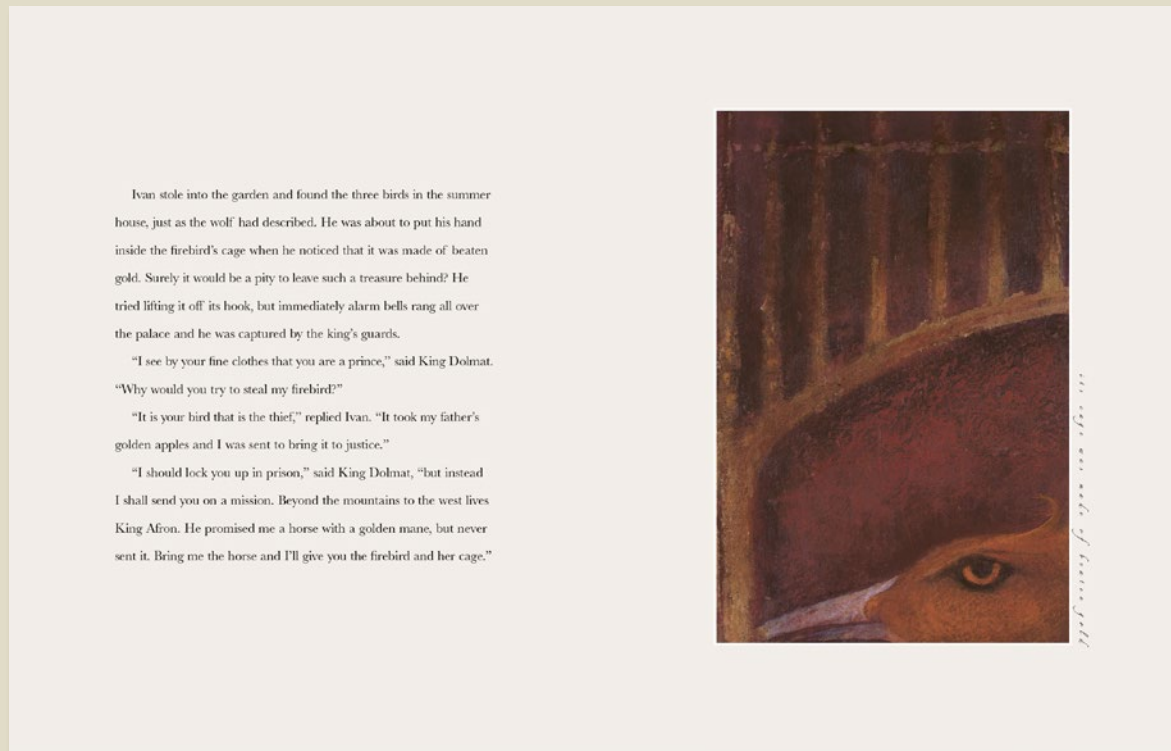 Ivan stole into the garden and found the three birds in the summer
house, just as the wolf had described. He was about to put his hand
inside the firebird’s cage when he noticed that it was made of beaten
gold. Surely it would be a pity to leave such a treasure behind? He
tried lifting it off its hook, but immediately alarm bells rang all over
the palace and he was captured by the king’s guards.
“I see by your fine clothes that you are a prince,” said King Dolmat.
“Why would you try to steal my firebird?”
“It is your bird that is the thief,” replied Ivan. “It took my father’s
golden apples and I was sent to bring it to justice.”
“I should lock you up in prison,” said King Dolmat, “but instead
I shall send you on a mission. Beyond the mountains to the west lives
King Afron. He promised me a horse with a golden mane, but never
sent it. Bring me the horse and I’ll give you the firebird and her cage.”
cage was made of beaten gold